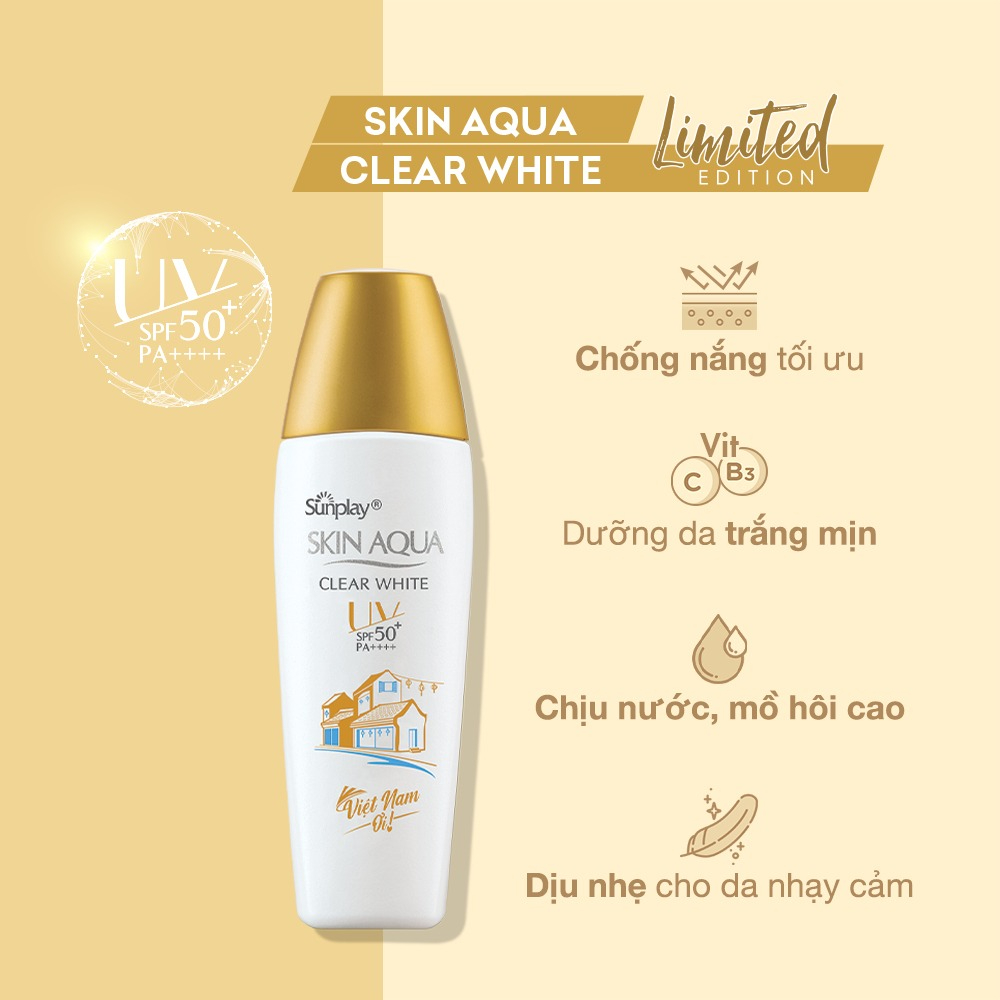 SKIN AQUA
CLEAR WHITE
Limited
EDITION
UV
SPF50+
PA++++
Sunplay®
SKIN AQUA
CLEAR WHITE
UV
SPF50+
PA++++
Việt Nam
Ơi!
Chống nắng tối ưu
Vit
C B3
Dưỡng da trắng mịn
Chịu nước, mồ hôi cao
Dịu nhẹ cho da nhạy cảm